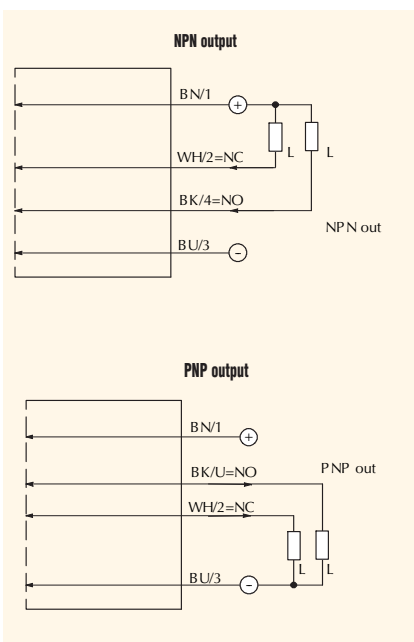 NPN output
BN/1
+
L
L
WH/2=NC
BK/4=NO
NPN out
BU/3
-
PNP output
BN/1
+
BK/U=NO
PNP out
WH/2=NC
L
L
BU/3
-